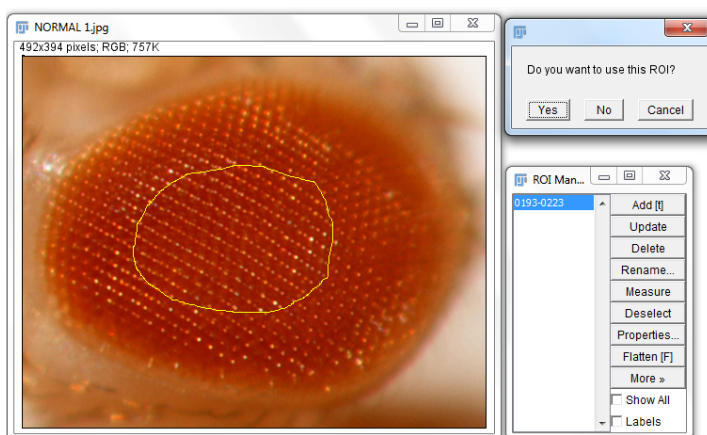 NORMAL 1.jpg
492x394 pixels; RGB; 757K
Do you want to use this ROI?
Yes
No
Cancel
ROI Man...
0193-0223
Add [t]
Update
Delete
Rename...
Measure
Deselect
Properties...
Flatten [F]
More »
Show All
Labels